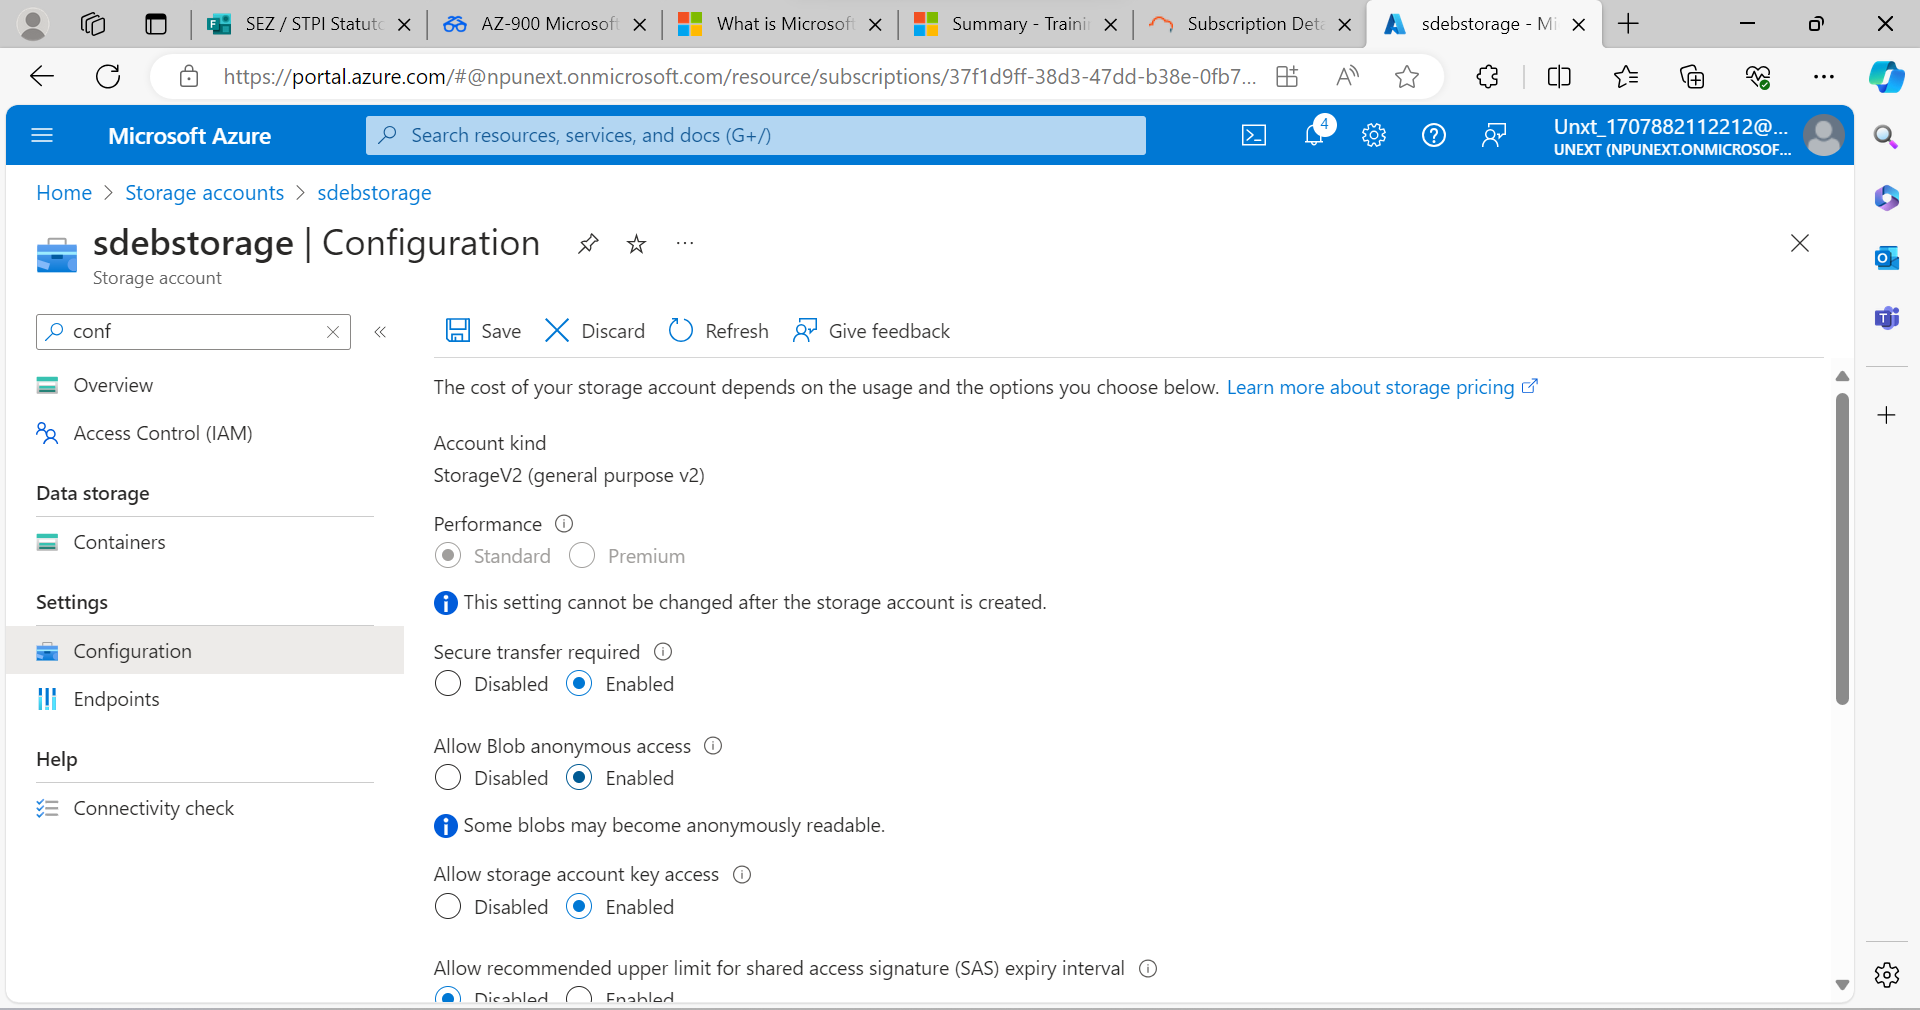 SEZ / STPI Statuto
AZ-900 Microsoft
What is Microsoft
Summary - Trainin
Subscription Deta
sdebstorage - Mi
https://portal.azure.com/#@npunext.onmicrosoft.com/resource/subscriptions/37f1d9ff-38d3-47dd-b38e-0fb7...
Microsoft Azure
Search resources, services, and docs (G+/)
4
Unxt_1707882112212@...
UNEXT (NPUNEXT.ONMICROSOF...
Home > Storage accounts > sdebstorage
sdebstorage | Configuration
Storage account
conf
Overview
Access Control (IAM)
Data storage
Containers
Settings
Configuration
Endpoints
Help
Connectivity check
Save Discard Refresh Give feedback
The cost of your storage account depends on the usage and the options you choose below. Learn more about storage pricing
Account kind
StorageV2 (general purpose v2)
Performance
Standard Premium
This setting cannot be changed after the storage account is created.
Secure transfer required
Disabled Enabled
Allow Blob anonymous access
Disabled Enabled
Some blobs may become anonymously readable.
Allow storage account key access
Disabled Enabled
Allow recommended upper limit for shared access signature (SAS) expiry interval
Disabled Enabled